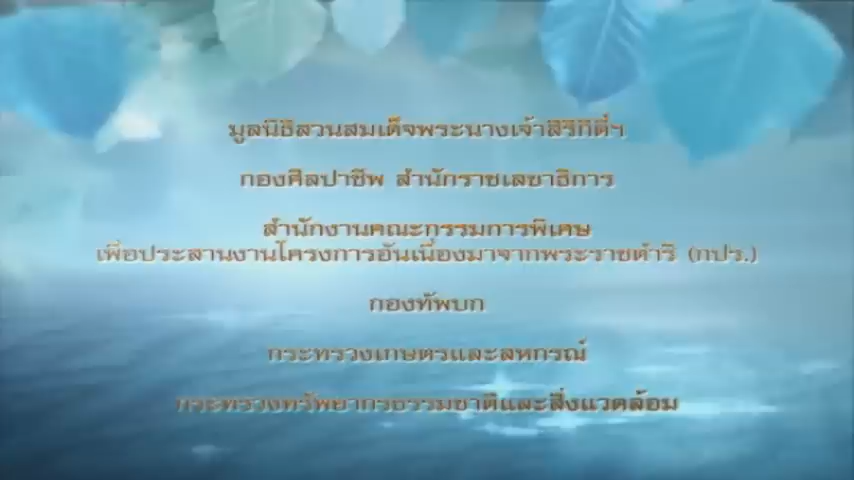 มูลนิธิสวนสมเด็จพระนางเจ้าสิริกิติ์ฯ
กองศิลปาชีพ สำนักราชเลขาธิการ
สำนักงานคณะกรรมการพิเศษ
เพื่อประสานงานโครงการอันเนื่องมาจากพระราชดำริ (กปร.)
กองทัพบก
กระทรวงเกษตรและสหกรณ์
กระทรวงทรัพยากรธรรมชาติและสิ่งแวดล้อม